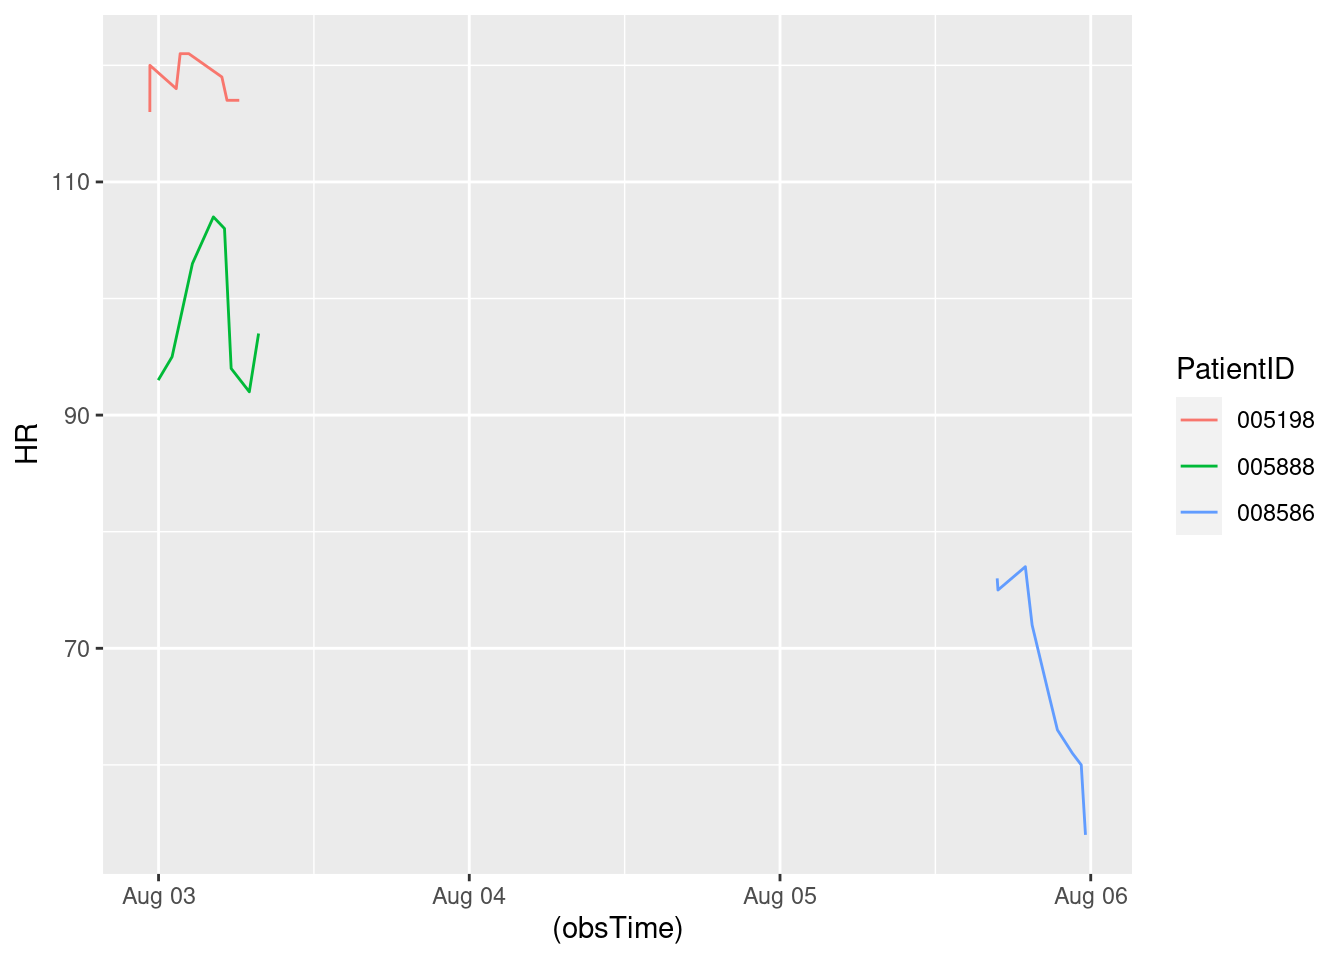 110
90
70
HR
Aug 03
Aug 04
Aug 05
Aug 06
(obsTime)
PatientID
005198
005888
008586